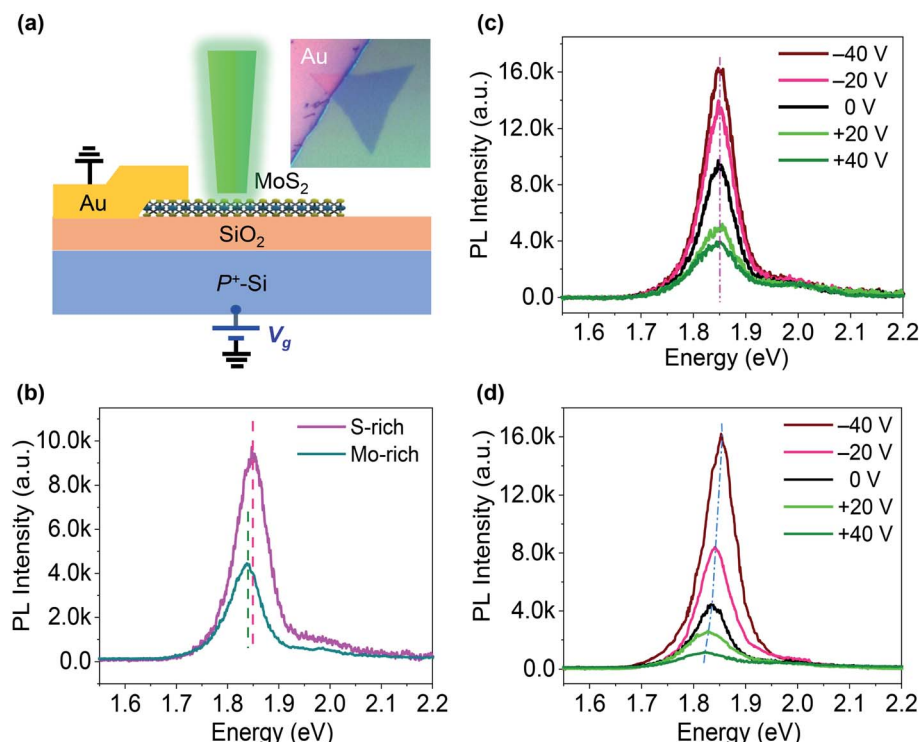 (a)
Au
MoS₂
Au
SiO₂
P⁺-Si
V_g
(b)
PL Intensity (a.u.)
10.0k
8.0k
6.0k
4.0k
2.0k
0.0
S-rich
Mo-rich
1.6 1.7 1.8 1.9 2.0 2.1 2.2
Energy (eV)
(c)
PL Intensity (a.u.)
16.0k
12.0k
8.0k
4.0k
0.0
–40 V
–20 V
0 V
+20 V
+40 V
1.6 1.7 1.8 1.9 2.0 2.1 2.2
Energy (eV)
(d)
PL Intensity (a.u.)
16.0k
12.0k
8.0k
4.0k
0.0
–40 V
–20 V
0 V
+20 V
+40 V
1.6 1.7 1.8 1.9 2.0 2.1 2.2
Energy (eV)